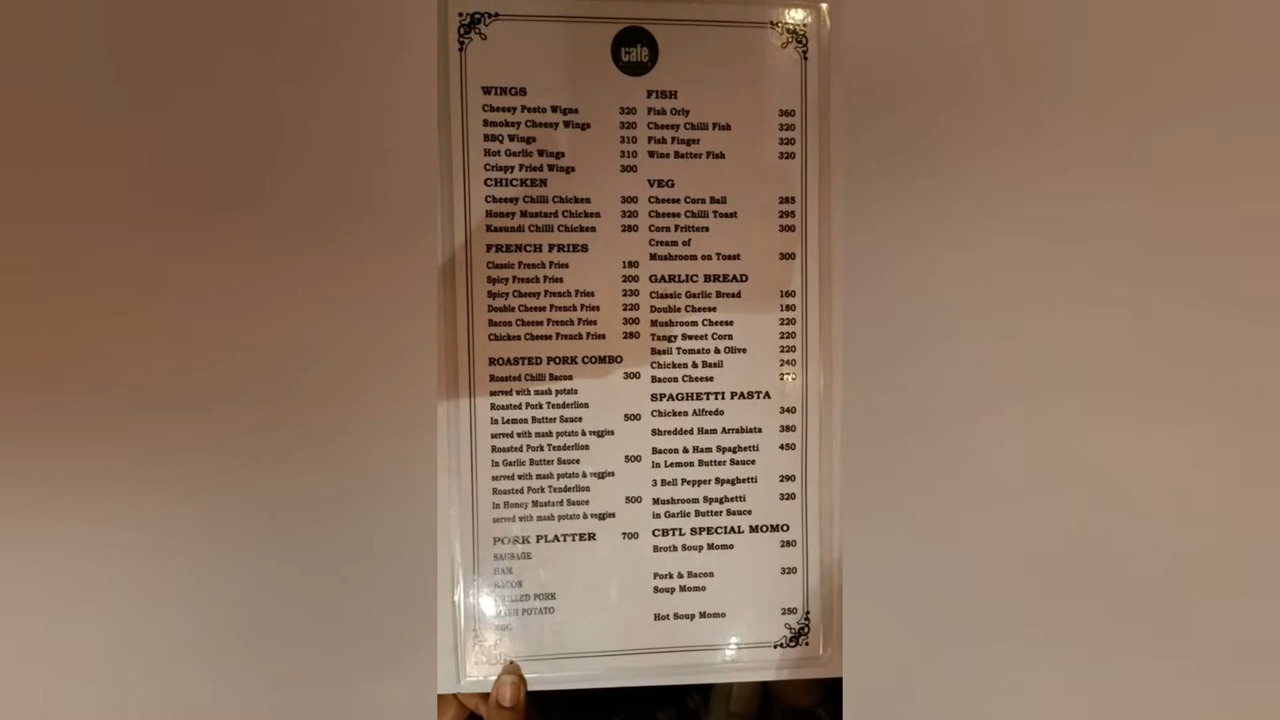 Café
WINGS
Cheesy Pesto Wigns 320
Smokey Cheesy Wings 320
BBQ Wings 310
Hot Garlic Wings 310
Crispy Fried Wings 300
CHICKEN
Cheesy Chilli Chicken 300
Honey Mustard Chicken 320
Kasundi Chilli Chicken 280
FRENCH FRIES
Classic French Fries 180
Spicy French Fries 200
Spicy Cheesy French Fries 230
Double Cheese French Fries 220
Bacon Cheese French Fries 300
Chicken Cheese French Fries 280
ROASTED PORK COMBO
Roasted Chilli Bacon 300
served with mash potato
Roasted Pork Tenderlion
In Lemon Butter Sauce 500
served with mash potato & veggies
Roasted Pork Tenderlion
In Garlic Butter Sauce 500
served with mash potato & veggies
Roasted Pork Tenderlion
In Honey Mustard Sauce 500
served with mash potato & veggies
PORK PLATTER 700
SAUSAGE
HAM
BACON
GRILLED PORK
MASH POTATO
EGG
FISH
Fish Orly 360
Cheesy Chilli Fish 320
Fish Finger 320
Wine Batter Fish 320
VEG
Cheese Corn Ball 285
Cheese Chilli Toast 295
Corn Fritters 300
Cream of
Mushroom on Toast 300
GARLIC BREAD
Classic Garlic Bread 160
Double Cheese 180
Mushroom Cheese 220
Tangy Sweet Corn 220
Basil Tomato & Olive 220
Chicken & Basil 240
Bacon Cheese 270
SPAGHETTI PASTA
Chicken Alfredo 340
Shredded Ham Arrabiata 380
Bacon & Ham Spaghetti 450
In Lemon Butter Sauce
3 Bell Pepper Spaghetti 290
Mushroom Spaghetti 320
in Garlic Butter Sauce
CBTL SPECIAL MOMO
Broth Soup Momo 280
Pork & Bacon 320
Soup Momo
Hot Soup Momo 250